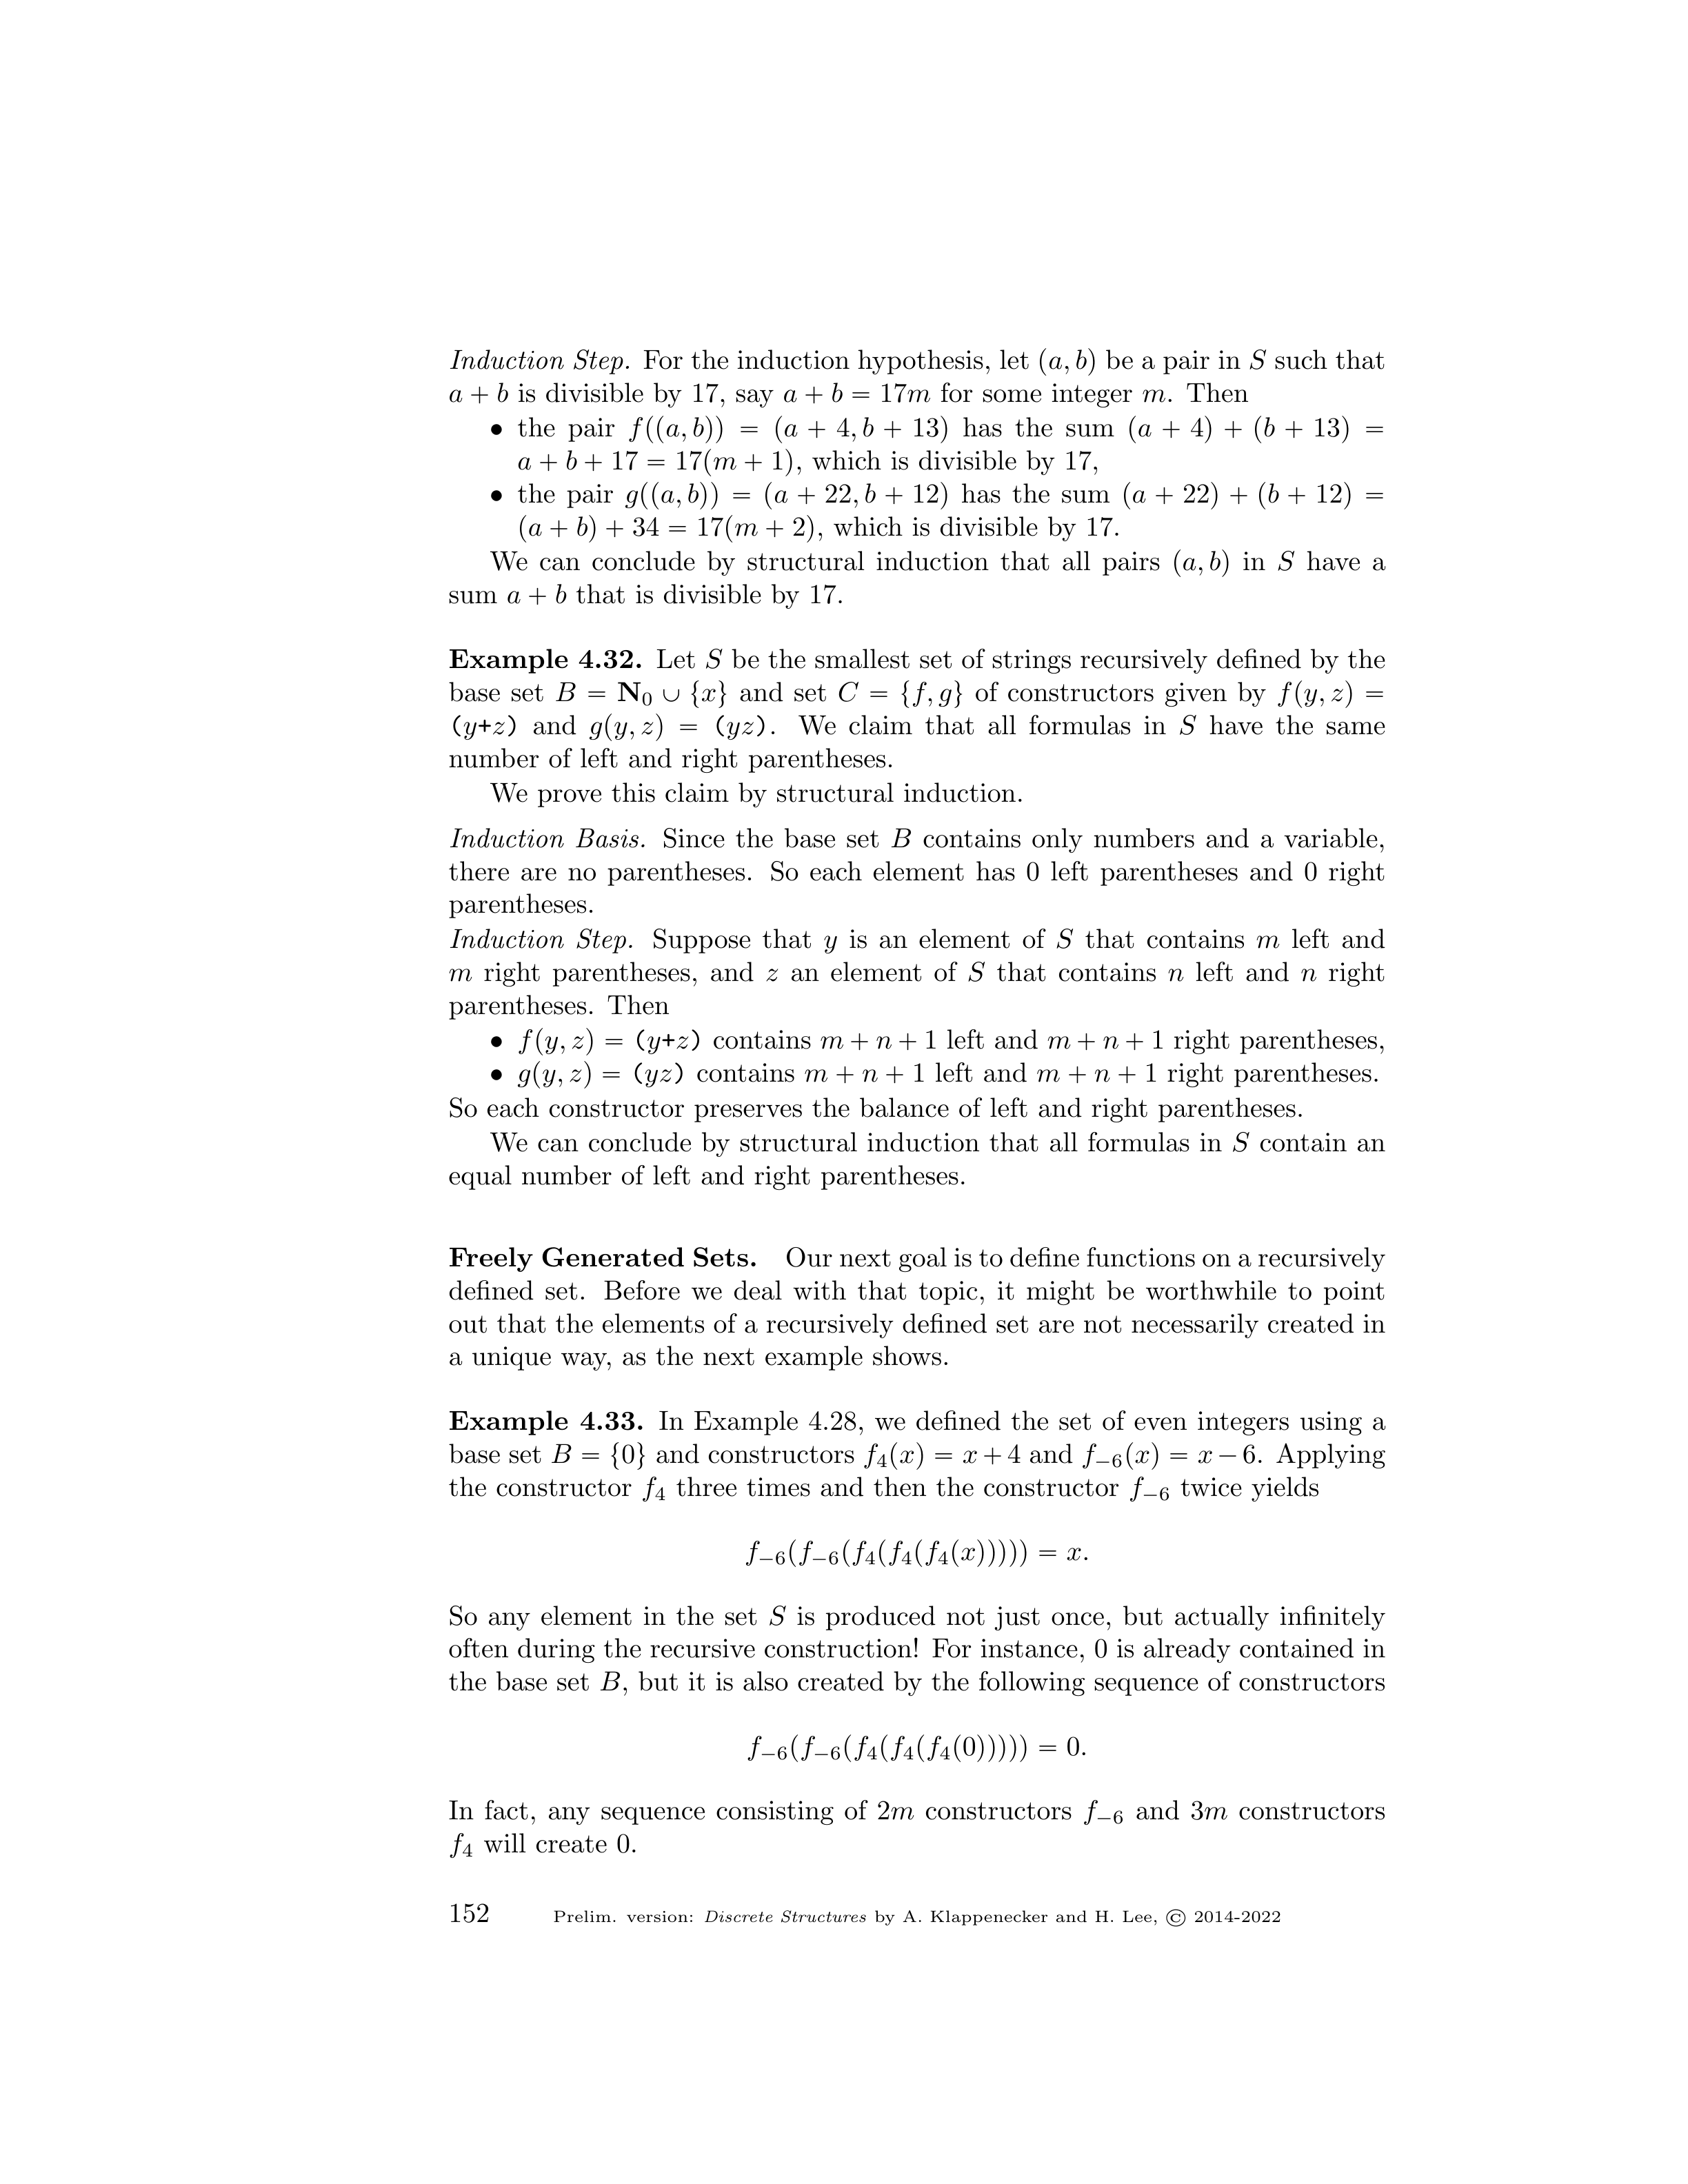 Induction Step. For the induction hypothesis, let (a, b) be a pair in S such that
a + b is divisible by 17, say a + b = 17m for some integer m. Then
• the pair f((a, b)) = (a + 4, b + 13) has the sum (a + 4) + (b + 13) =
a + b + 17 = 17(m + 1), which is divisible by 17,
• the pair g((a, b)) = (a + 22, b + 12) has the sum (a + 22) + (b + 12) =
(a + b) + 34 = 17(m + 2), which is divisible by 17.
We can conclude by structural induction that all pairs (a, b) in S have a
sum a + b that is divisible by 17.
Example 4.32. Let S be the smallest set of strings recursively defined by the
base set B = N₀ ∪ {x} and set C = {f, g} of constructors given by f(y, z) =
(y+z) and g(y, z) = (yz). We claim that all formulas in S have the same
number of left and right parentheses.
We prove this claim by structural induction.
Induction Basis. Since the base set B contains only numbers and a variable,
there are no parentheses. So each element has 0 left parentheses and 0 right
parentheses.
Induction Step. Suppose that y is an element of S that contains m left and
m right parentheses, and z an element of S that contains n left and n right
parentheses. Then
• f(y, z) = (y+z) contains m + n + 1 left and m + n + 1 right parentheses,
• g(y, z) = (yz) contains m + n + 1 left and m + n + 1 right parentheses.
So each constructor preserves the balance of left and right parentheses.
We can conclude by structural induction that all formulas in S contain an
equal number of left and right parentheses.
Freely Generated Sets. Our next goal is to define functions on a recursively
defined set. Before we deal with that topic, it might be worthwhile to point
out that the elements of a recursively defined set are not necessarily created in
a unique way, as the next example shows.
Example 4.33. In Example 4.28, we defined the set of even integers using a
base set B = {0} and constructors f₄(x) = x + 4 and f₋₆(x) = x − 6. Applying
the constructor f₄ three times and then the constructor f₋₆ twice yields
f₋₆(f₋₆(f₄(f₄(f₄(x))))) = x.
So any element in the set S is produced not just once, but actually infinitely
often during the recursive construction! For instance, 0 is already contained in
the base set B, but it is also created by the following sequence of constructors
f₋₆(f₋₆(f₄(f₄(f₄(0))))) = 0.
In fact, any sequence consisting of 2m constructors f₋₆ and 3m constructors
f₄ will create 0.
152 Prelim. version: Discrete Structures by A. Klappenecker and H. Lee, © 2014-2022